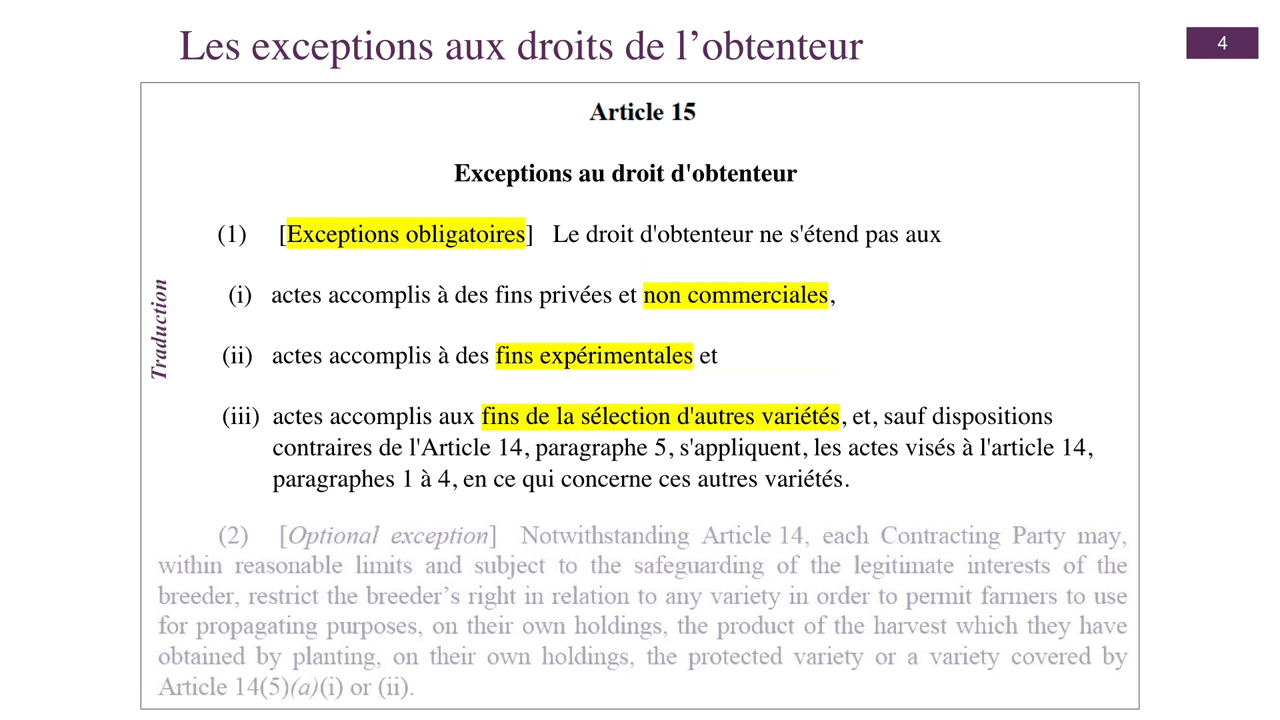 Les exceptions aux droits de l’obtenteur
4
Article 15
Exceptions au droit d'obtenteur
(1) [Exceptions obligatoires] Le droit d'obtenteur ne s'étend pas aux
(i) actes accomplis à des fins privées et non commerciales,
(ii) actes accomplis à des fins expérimentales et
(iii) actes accomplis aux fins de la sélection d'autres variétés, et, sauf dispositions
contraires de l'Article 14, paragraphe 5, s'appliquent, les actes visés à l'article 14,
paragraphes 1 à 4, en ce qui concerne ces autres variétés.
Traduction
(2) [Optional exception] Notwithstanding Article 14, each Contracting Party may,
within reasonable limits and subject to the safeguarding of the legitimate interests of the
breeder, restrict the breeder’s right in relation to any variety in order to permit farmers to use
for propagating purposes, on their own holdings, the product of the harvest which they have
obtained by planting, on their own holdings, the protected variety or a variety covered by
Article 14(5)(a)(i) or (ii).